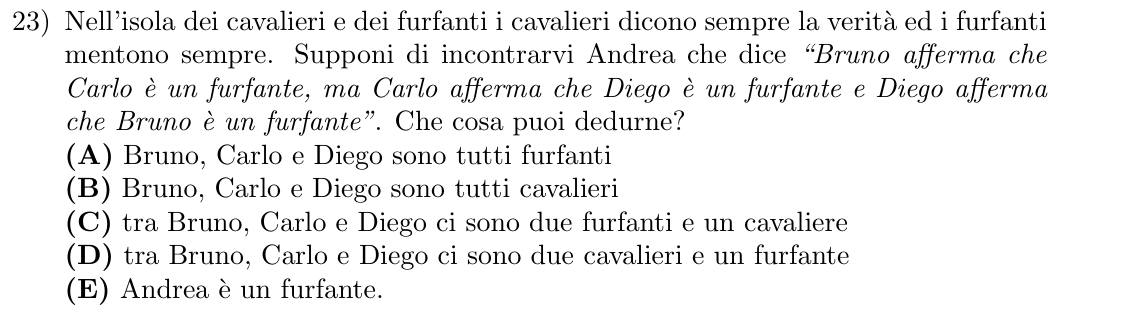 23) Nell'isola dei cavalieri e dei furfanti i cavalieri dicono sempre la verità ed i furfanti
mentono sempre. Supponi di incontrarvi Andrea che dice “Bruno afferma che
Carlo è un furfante, ma Carlo afferma che Diego è un furfante e Diego afferma
che Bruno è un furfante”. Che cosa puoi dedurne?
(A) Bruno, Carlo e Diego sono tutti furfanti
(B) Bruno, Carlo e Diego sono tutti cavalieri
(C) tra Bruno, Carlo e Diego ci sono due furfanti e un cavaliere
(D) tra Bruno, Carlo e Diego ci sono due cavalieri e un furfante
(E) Andrea è un furfante.